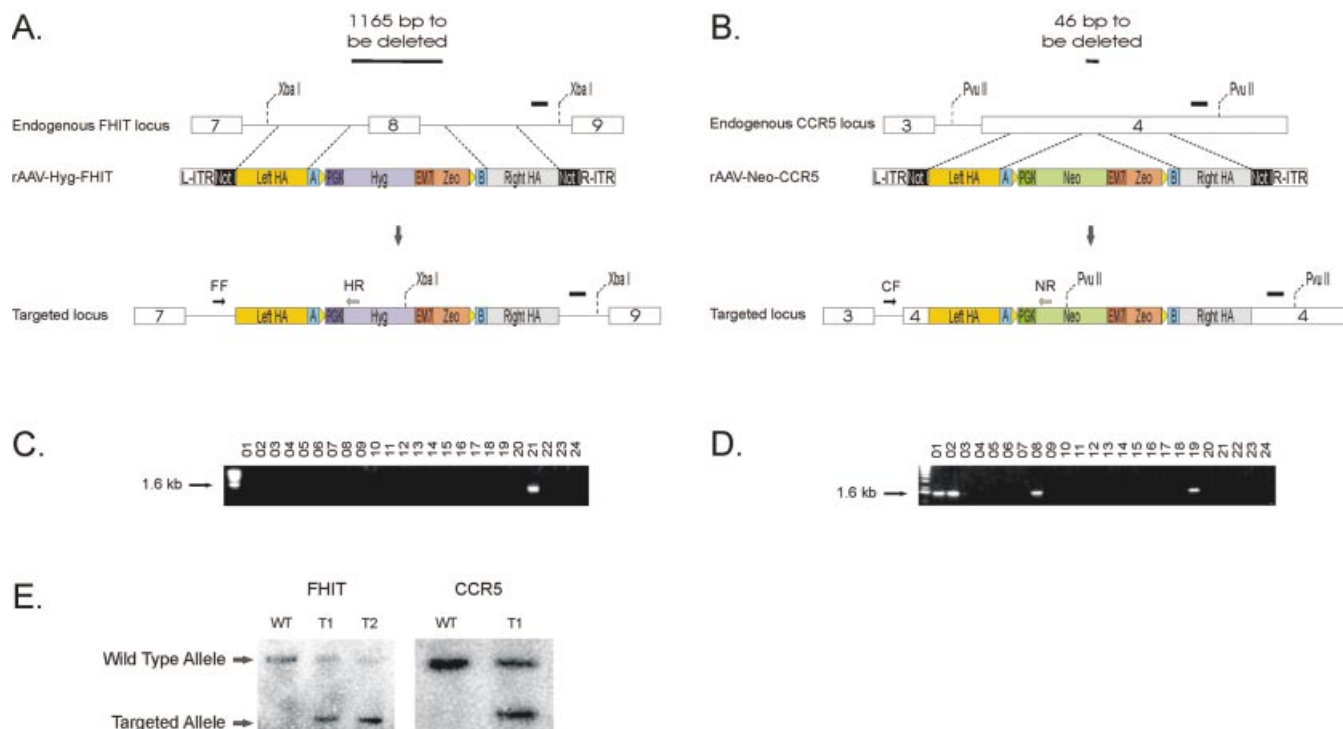 A.
1165 bp to
be deleted
Xba I
Xba I
Endogenous FHIT locus
7
8
9
rAAV-Hyg-FHIT
L-ITR Not Left HA A PGK Hyg EM7 Zeo B Right HA Not R-ITR
FF
HR
Xba I
Xba I
Targeted locus
7
Left HA A PGK Hyg EM7 Zeo B Right HA
9
B.
46 bp to
be deleted
Pvu II
Pvu II
Endogenous CCR5 locus
3
4
rAAV-Neo-CCR5
L-ITR Not Left HA A PGK Neo EM7 Zeo B Right HA Not R-ITR
CF
NR
Pvu II
Pvu II
Targeted locus
3
4
Left HA A PGK Neo EM7 Zeo B Right HA
4
C.
01 02 03 04 05 06 07 08 09 10 11 12 13 14 15 16 17 18 19 20 21 22 23 24
1.6 kb
D.
01 02 03 04 05 06 07 08 09 10 11 12 13 14 15 16 17 18 19 20 21 22 23 24
1.6 kb
E.
FHIT
CCR5
WT T1 T2
WT T1
Wild Type Allele
Targeted Allele